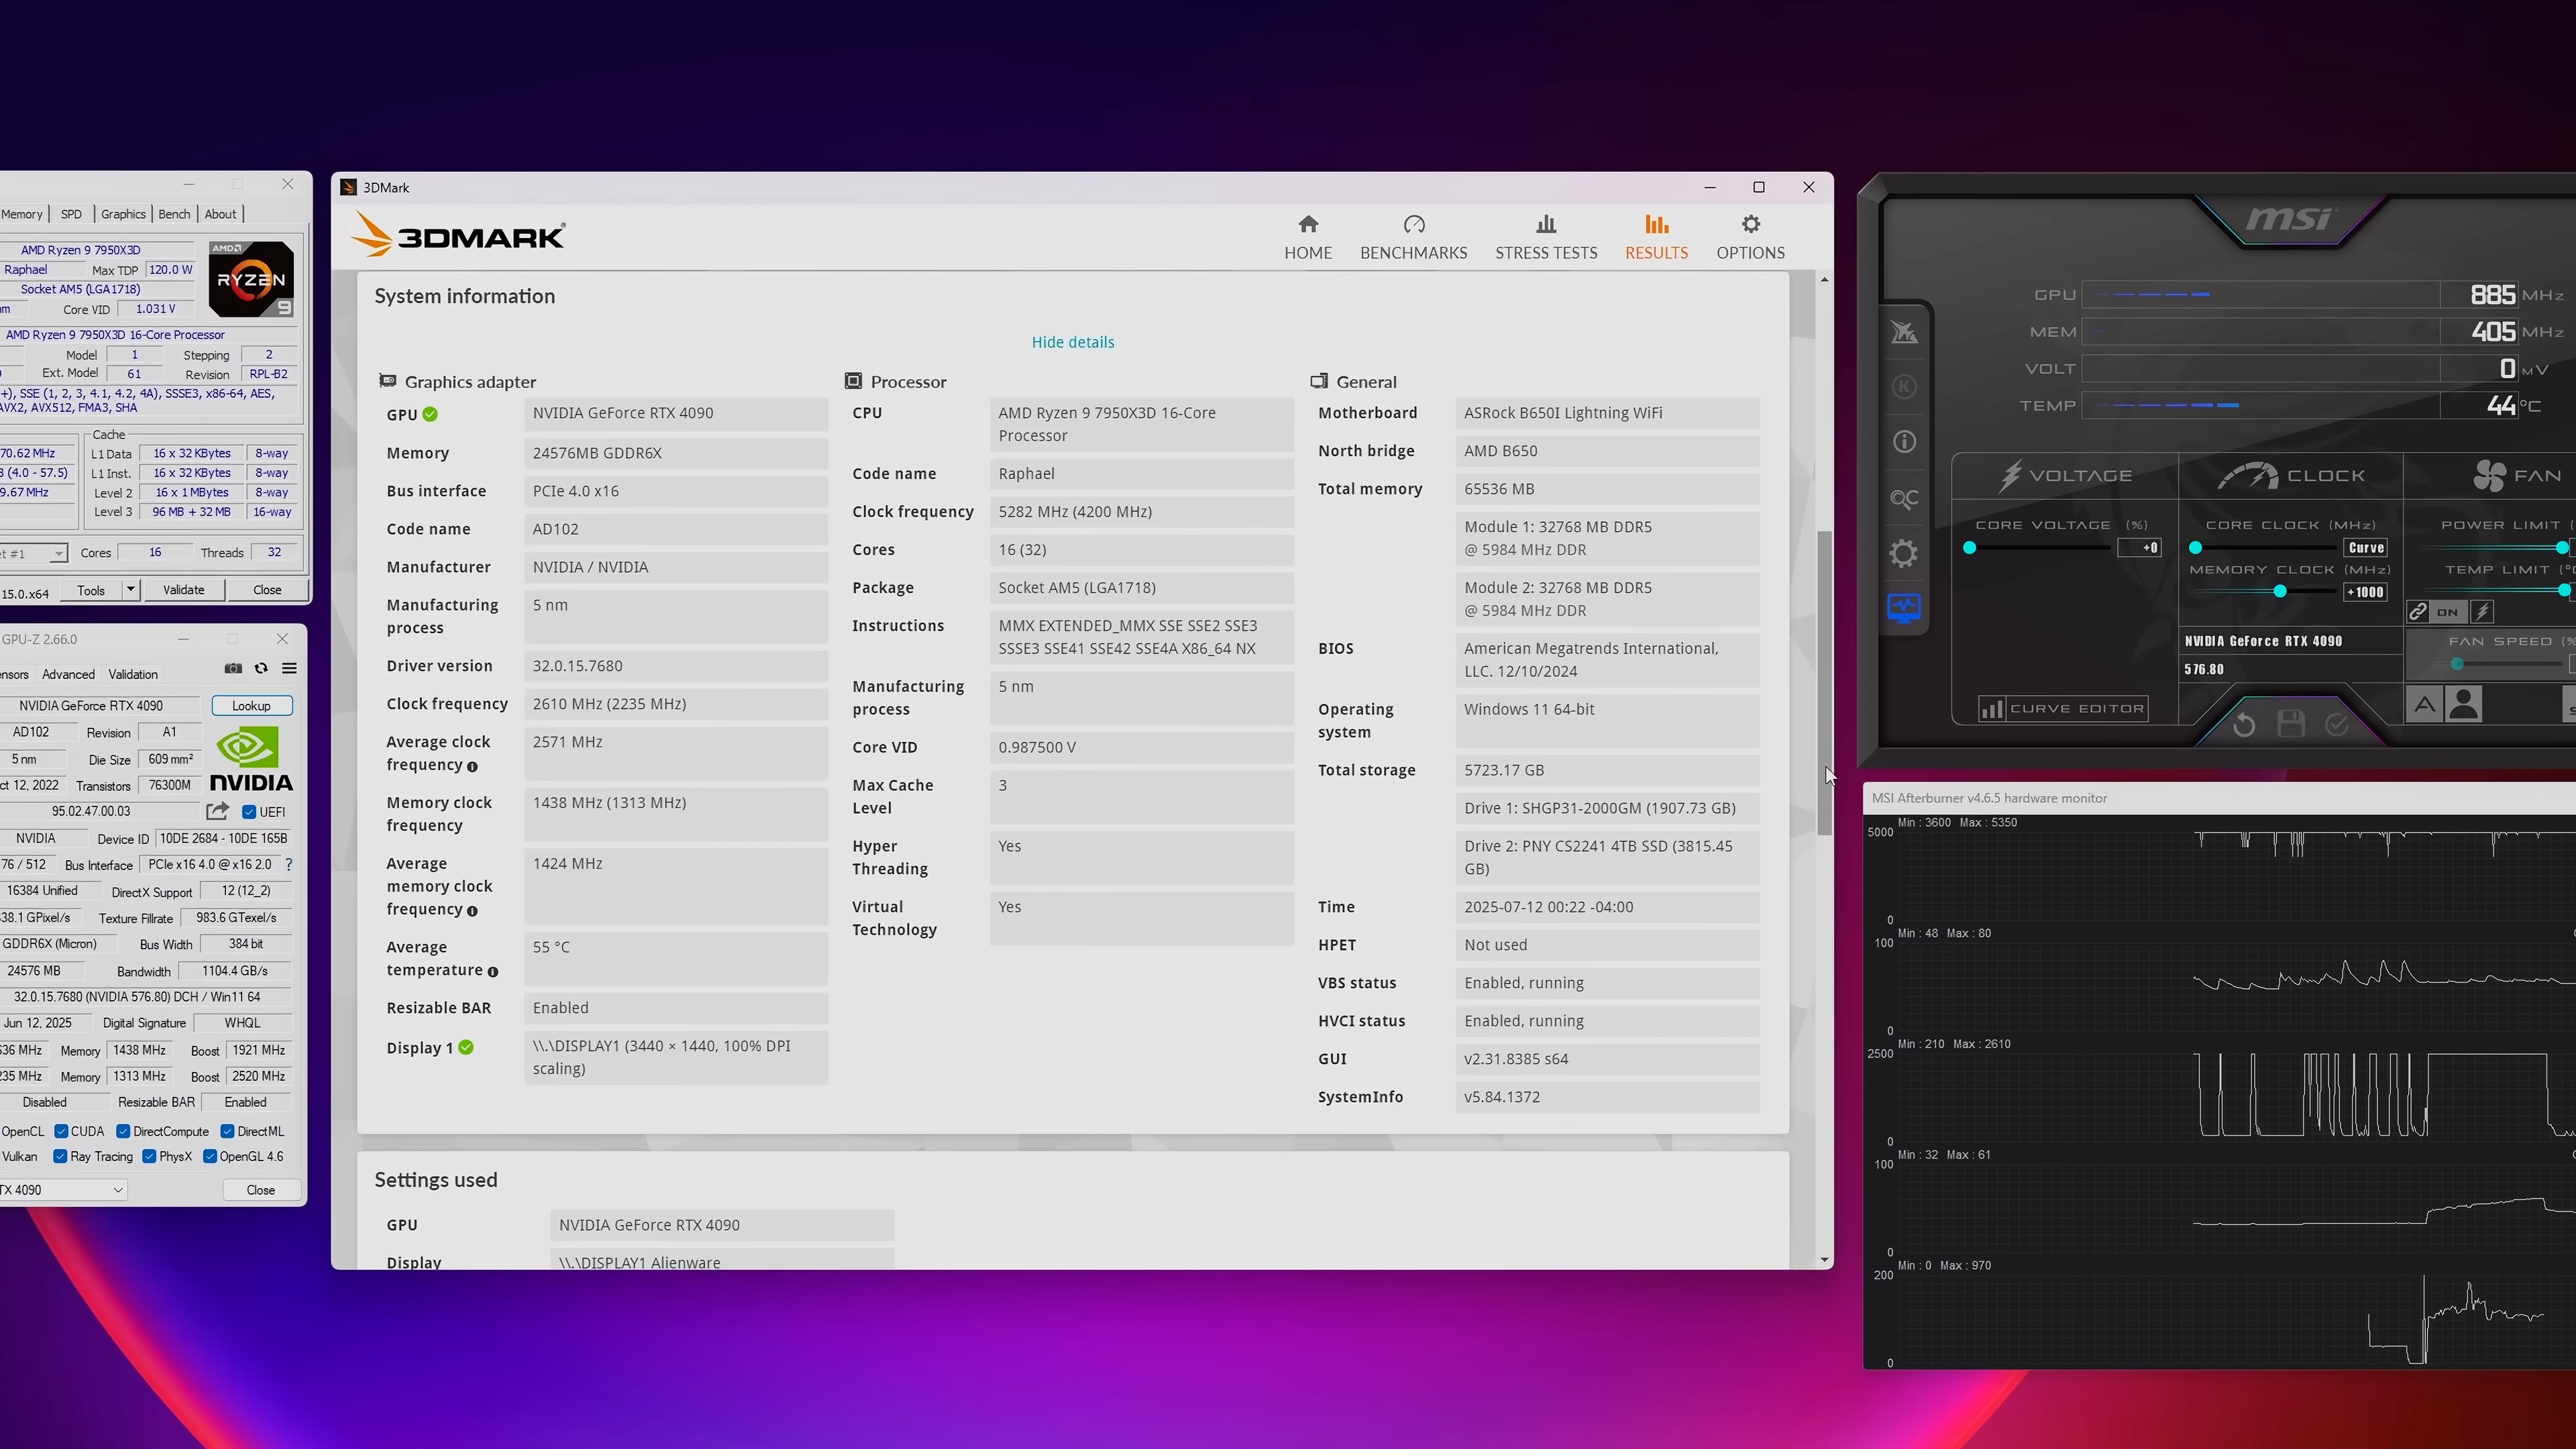 Memory SPD Graphics Bench About
AMD Ryzen 9 7950X3D
Raphael Max TDP 120.0 W
Socket AM5 (LGA1718)
Core VID 1.031 V
AMD RYZEN 9
AMD Ryzen 9 7950X3D 16-Core Processor
Model 1 Stepping 2
Ext. Model 61 Revision RPL-B2
+), SSE (1, 2, 3, 4.1, 4.2, 4A), SSSE3, x86-64, AES,
AVX2, AVX512, FMA3, SHA
Cache
70.62 MHz L1 Data 16 x 32 KBytes 8-way
(4.0 - 57.5) L1 Inst. 16 x 32 KBytes 8-way
9.67 MHz Level 2 16 x 1 MBytes 8-way
Level 3 96 MB + 32 MB 16-way
et #1 Cores 16 Threads 32
15.0.x64 Tools Validate Close
GPU-Z 2.66.0
nsors Advanced Validation
NVIDIA GeForce RTX 4090 Lookup
AD102 Revision A1
5 nm Die Size 609 mm²
ct 12, 2022 Transistors 76300M
NVIDIA
95.02.47.00.03 UEFI
NVIDIA Device ID 10DE 2684 - 10DE 165B
76 / 512 Bus Interface PCIe x16 4.0 @ x16 2.0 ?
16384 Unified DirectX Support 12 (12_2)
38.1 GPixel/s Texture Fillrate 983.6 GTexel/s
GDDR6X (Micron) Bus Width 384 bit
24576 MB Bandwidth 1104.4 GB/s
32.0.15.7680 (NVIDIA 576.80) DCH / Win11 64
Jun 12, 2025 Digital Signature WHQL
636 MHz Memory 1438 MHz Boost 1921 MHz
235 MHz Memory 1313 MHz Boost 2520 MHz
Disabled Resizable BAR Enabled
OpenCL CUDA DirectCompute DirectML
Vulkan Ray Tracing PhysX OpenGL 4.6
TX 4090 Close
3DMark
3DMARK
HOME BENCHMARKS STRESS TESTS RESULTS OPTIONS
System information
Hide details
Graphics adapter
GPU NVIDIA GeForce RTX 4090
Memory 24576MB GDDR6X
Bus interface PCIe 4.0 x16
Code name AD102
Manufacturer NVIDIA / NVIDIA
Manufacturing process 5 nm
Driver version 32.0.15.7680
Clock frequency 2610 MHz (2235 MHz)
Average clock frequency 2571 MHz
Memory clock frequency 1438 MHz (1313 MHz)
Average memory clock frequency 1424 MHz
Average temperature 55 °C
Resizable BAR Enabled
Display 1 \\.\DISPLAY1 (3440 × 1440, 100% DPI
scaling)
Processor
CPU AMD Ryzen 9 7950X3D 16-Core
Processor
Code name Raphael
Clock frequency 5282 MHz (4200 MHz)
Cores 16 (32)
Package Socket AM5 (LGA1718)
Instructions MMX EXTENDED_MMX SSE SSE2 SSE3
SSSE3 SSE41 SSE42 SSE4A X86_64 NX
Manufacturing process 5 nm
Core VID 0.987500 V
Max Cache Level 3
Hyper Threading Yes
Virtual Technology Yes
General
Motherboard ASRock B650I Lightning WiFi
North bridge AMD B650
Total memory 65536 MB
Module 1: 32768 MB DDR5
@ 5984 MHz DDR
Module 2: 32768 MB DDR5
@ 5984 MHz DDR
BIOS American Megatrends International,
LLC. 12/10/2024
Operating system Windows 11 64-bit
Total storage 5723.17 GB
Drive 1: SHGP31-2000GM (1907.73 GB)
Drive 2: PNY CS2241 4TB SSD (3815.45
GB)
Time 2025-07-12 00:22 -04:00
HPET Not used
VBS status Enabled, running
HVCI status Enabled, running
GUI v2.31.8385 s64
SystemInfo v5.84.1372
Settings used
GPU NVIDIA GeForce RTX 4090
Display \\.\DISPLAY1 Alienware
msi
GPU 885 MHz
MEM 405 MHz
VOLT 0 mV
TEMP 44 °C
VOLTAGE CLOCK FAN
CORE VOLTAGE (%) +0
CORE CLOCK (MHz) Curve
MEMORY CLOCK (MHz) +1000
POWER LIMIT
TEMP LIMIT
ON
NVIDIA GeForce RTX 4090
576.80
FAN SPEED
CURVE EDITOR
A
MSI Afterburner v4.6.5 hardware monitor
Min : 3600 Max : 5350
5000
0
Min : 48 Max : 80
100
0
Min : 210 Max : 2610
2500
0
Min : 32 Max : 61
100
0
Min : 0 Max : 970
200
0